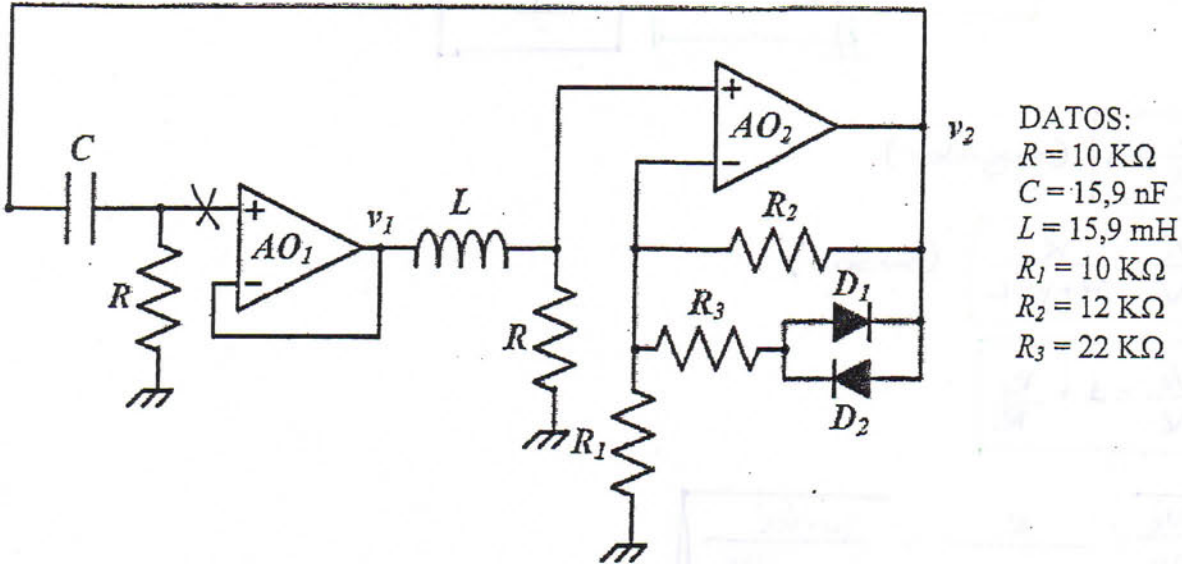 C
R
+
-
AO₁
v₁
L
R
+
-
AO₂
v₂
R₂
R₃
D₁
D₂
R₁
DATOS:
R = 10 KΩ
C = 15,9 nF
L = 15,9 mH
R₁ = 10 KΩ
R₂ = 12 KΩ
R₃ = 22 KΩ